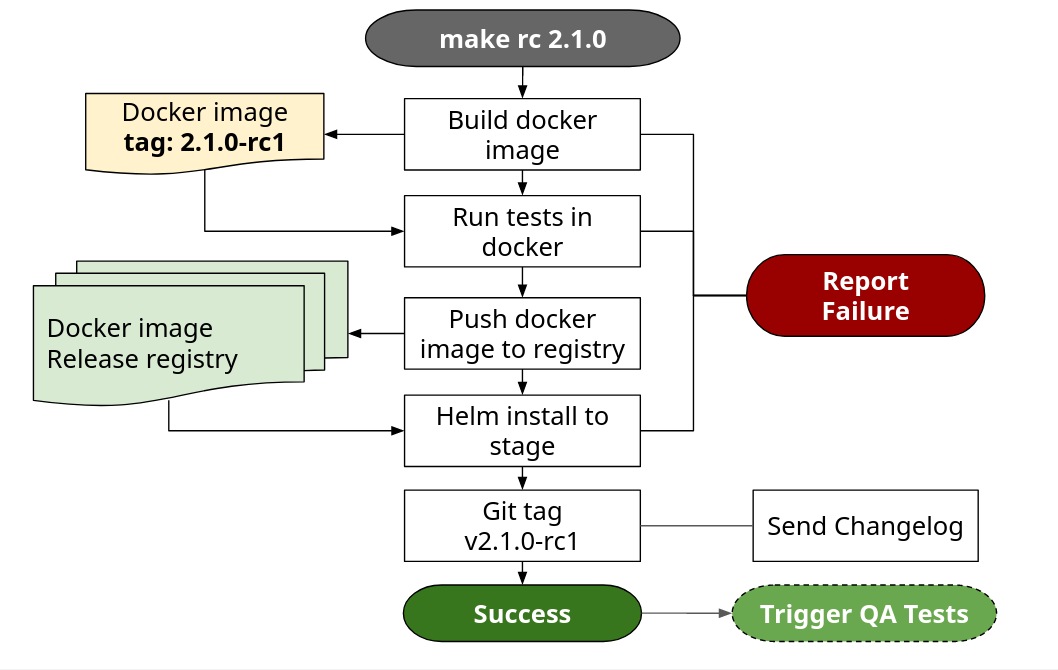 make rc 2.1.0
Docker image
tag: 2.1.0-rc1
Build docker
image
Run tests in
docker
Report
Failure
Docker image
Release registry
Push docker
image to registry
Helm install to
stage
Git tag
v2.1.0-rc1
Send Changelog
Success
Trigger QA Tests